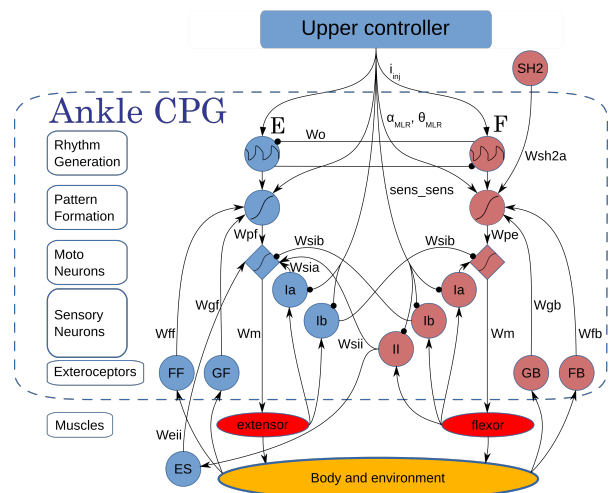 Upper controller
SH2
i_inj
Ankle CPG
E
F
α_MLR, θ_MLR
Wo
Rhythm
Generation
Wsh2a
Pattern
Formation
sens_sens
Wpf
Wsib
Wsib
Wpe
Moto
Neurons
Wsia
Ia
Ia
Sensory
Neurons
Wgf
Wgb
Ib
Ib
Wff
Wm
Wsii
II
Wm
Wfb
Exteroceptors
FF
GF
GB
FB
Muscles
extensor
flexor
Weii
ES
Body and environment